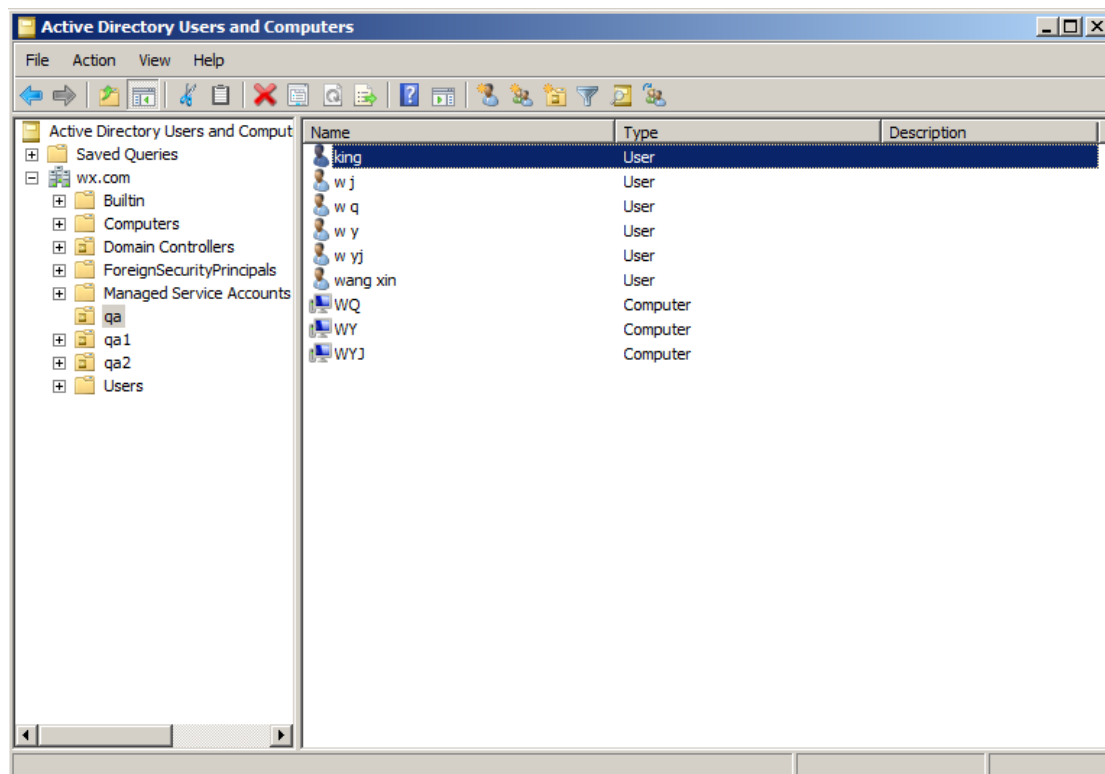 Active Directory Users and Computers
File Action View Help
Active Directory Users and Comput
Saved Queries
wx.com
Builtin
Computers
Domain Controllers
ForeignSecurityPrincipals
Managed Service Accounts
qa
qa1
qa2
Users
Name Type Description
king User
w j User
w q User
w y User
w yj User
wang xin User
WQ Computer
WY Computer
WYJ Computer